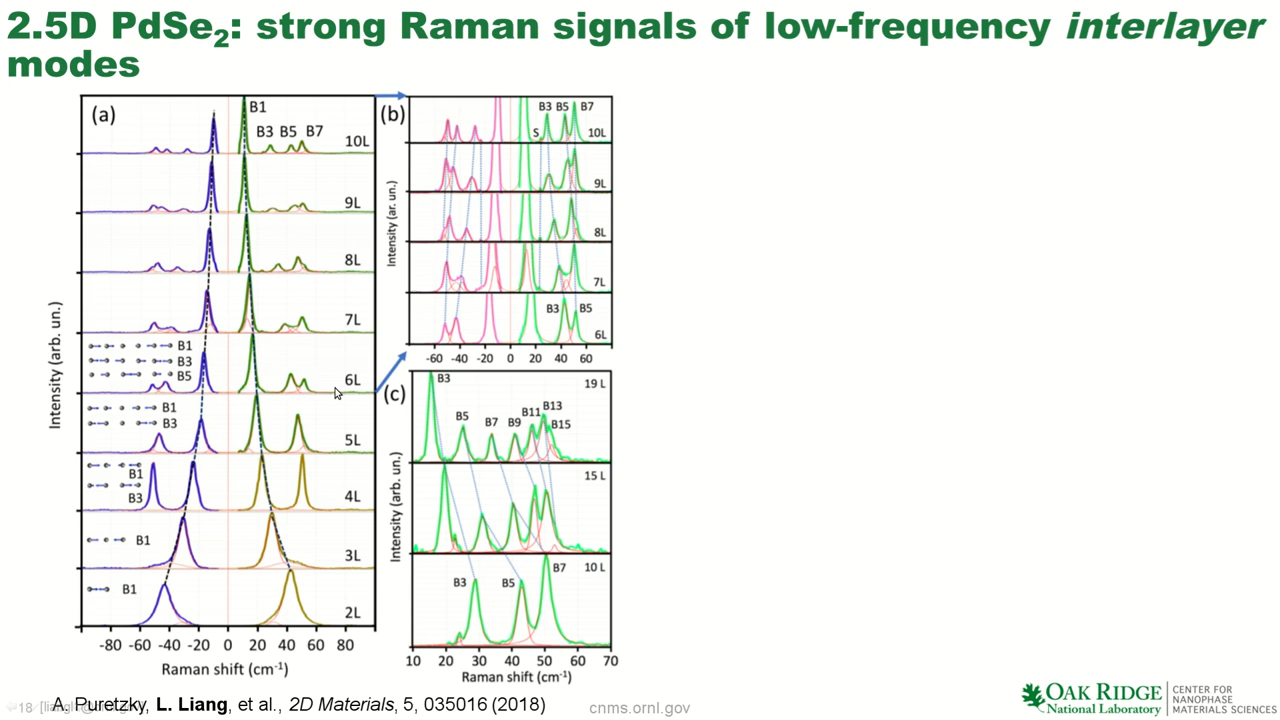 2.5D PdSe₂: strong Raman signals of low-frequency interlayer
modes
(a)
B1
B3 B5 B7
10L
9L
8L
7L
B1
B3
B5
6L
B1
B3
5L
B1
B3
4L
B1
3L
B1
2L
Intensity (arb. un.)
-80 -60 -40 -20 0 20 40 60 80
Raman shift (cm⁻¹)
(b)
B3 B5 B7
S
10L
9L
8L
7L
B3 B5
6L
Intensity (ar. un.)
-60 -40 -20 0 20 40 60 80
(c)
B3
19 L
B5 B7 B9 B11 B13
B15
15 L
10 L
B3 B5 B7
Intensity (arb. un.)
10 20 30 40 50 60 70
Raman shift (cm⁻¹)
18
A. Puretzky, L. Liang, et al., 2D Materials, 5, 035016 (2018)
cnms.ornl.gov
OAK RIDGE
National Laboratory
CENTER FOR
NANOPHASE
MATERIALS SCIENCES